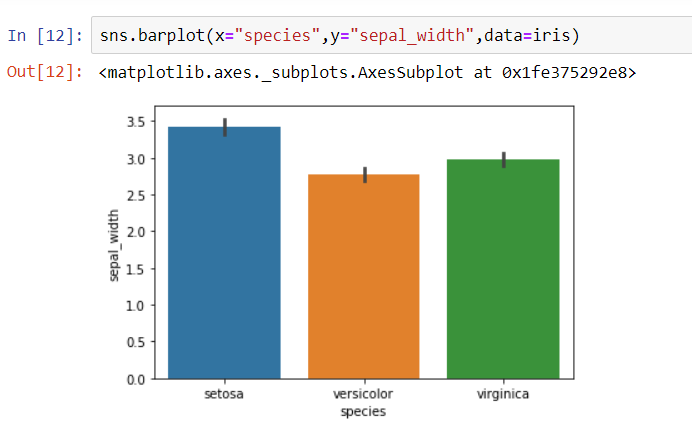 In [12]: sns.barplot(x="species",y="sepal_width",data=iris)
Out[12]: <matplotlib.axes._subplots.AxesSubplot at 0x1fe375292e8>
3.5
3.0
2.5
2.0
1.5
1.0
0.5
0.0
sepal_width
setosa versicolor virginica
species